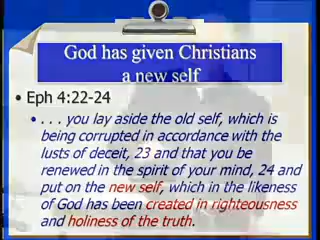 God has given Christians
a new self
• Eph 4:22-24
• . . . you lay aside the old self, which is
being corrupted in accordance with the
lusts of deceit, 23 and that you be
renewed in the spirit of your mind, 24 and
put on the new self, which in the likeness
of God has been created in righteousness
and holiness of the truth.